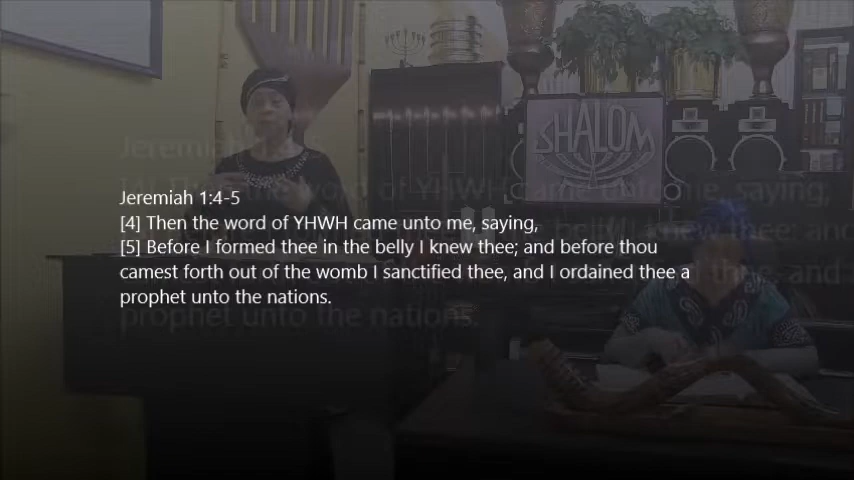 SHALOM
Jeremiah 1:4-5
[4] Then the word of YHWH came unto me, saying,
[5] Before I formed thee in the belly I knew thee; and before thou
camest forth out of the womb I sanctified thee, and I ordained thee a
prophet unto the nations.